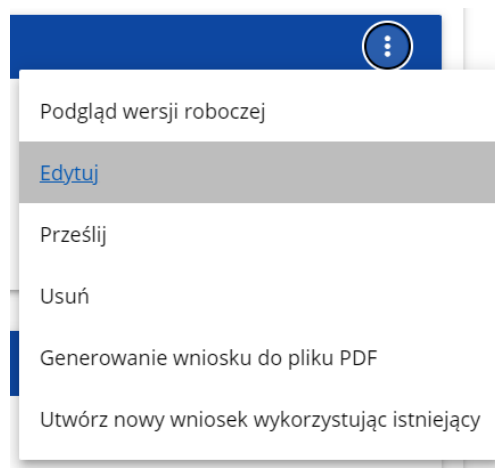 Podgląd wersji roboczej
Edytuj
Prześlij
Usuń
Generowanie wniosku do pliku PDF
Utwórz nowy wniosek wykorzystując istniejący